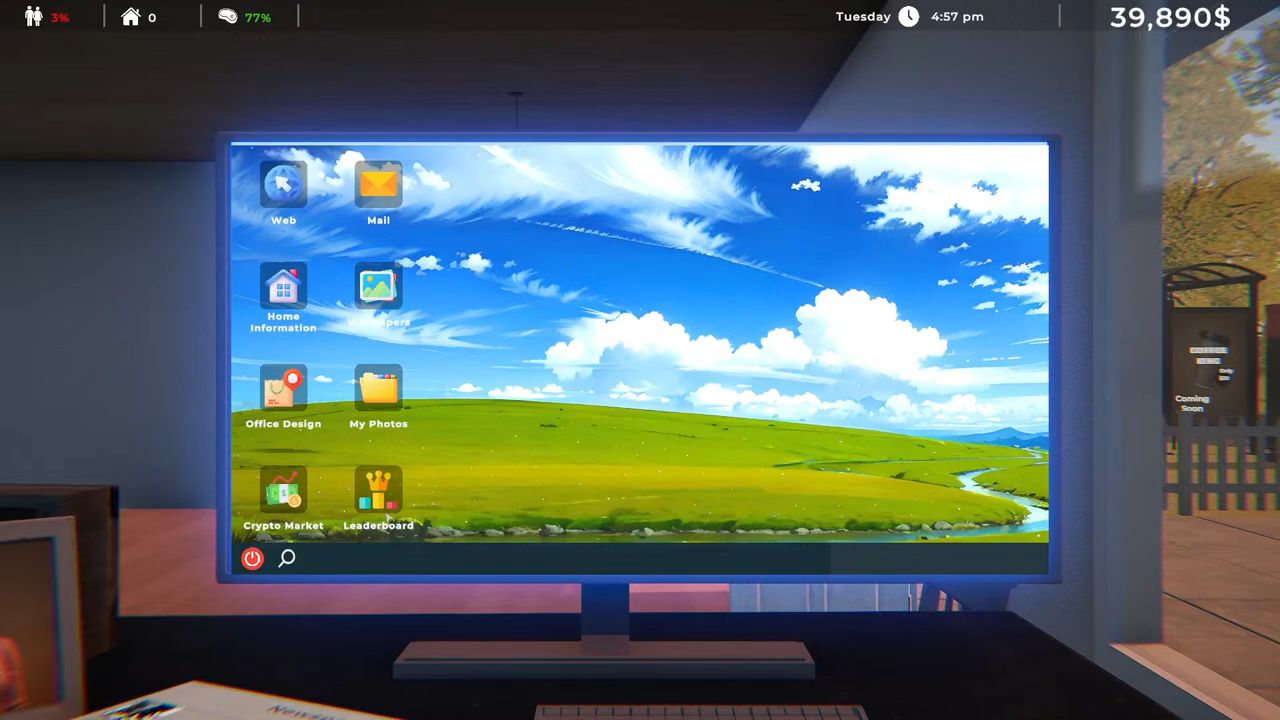 3%
0
77%
Tuesday
4:57 pm
39,890$
Web
Mail
Home
Information
Wallpapers
Office Design
My Photos
Crypto Market
Leaderboard
Coming
Soon